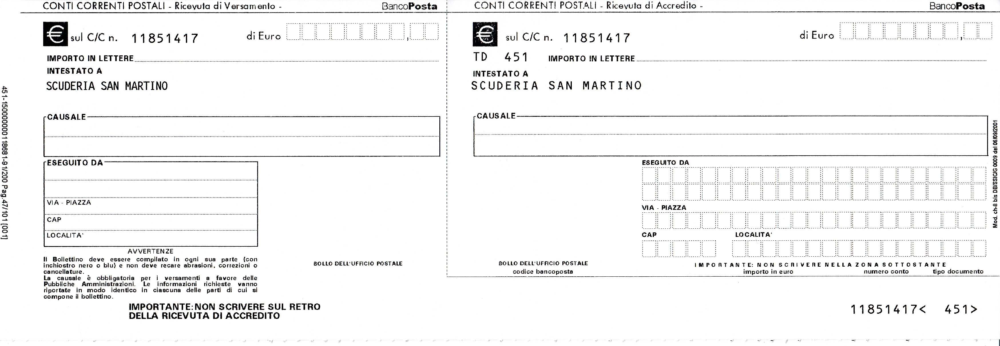 CONTI CORRENTI POSTALI - Ricevuta di Versamento - BancoPosta
€ sul C/C n. 11851417 di Euro ,
IMPORTO IN LETTERE
INTESTATO A
SCUDERIA SAN MARTINO
CAUSALE
ESEGUITO DA
VIA - PIAZZA
CAP
LOCALITA'
AVVERTENZE
Il Bollettino deve essere compilato in ogni sua parte (con
inchiostro nero o blu) e non deve recare abrasioni, correzioni o
cancellature.
La causale è obbligatoria per i versamenti a favore delle
Pubbliche Amministrazioni. Le informazioni richieste vanno
riportate in modo identico in ciascuna delle parti di cui si
compone il bollettino.
BOLLO DELL'UFFICIO POSTALE
IMPORTANTE: NON SCRIVERE SUL RETRO
DELLA RICEVUTA DI ACCREDITO
451-150000000118681-91/200 Pag.47/101 [001]
CONTI CORRENTI POSTALI - Ricevuta di Accredito - BancoPosta
€ sul C/C n. 11851417 di Euro ,
TD 451 IMPORTO IN LETTERE
INTESTATO A
SCUDERIA SAN MARTINO
CAUSALE
ESEGUITO DA
VIA - PIAZZA
CAP LOCALITA'
BOLLO DELL'UFFICIO POSTALE
codice bancoposta
IMPORTANTE: NON SCRIVERE NELLA ZONA SOTTOSTANTE
importo in euro numero conto tipo documento
11851417< 451>
Mod. ch-8 bis DB/SSIC/G 0009 del 06/09/2001